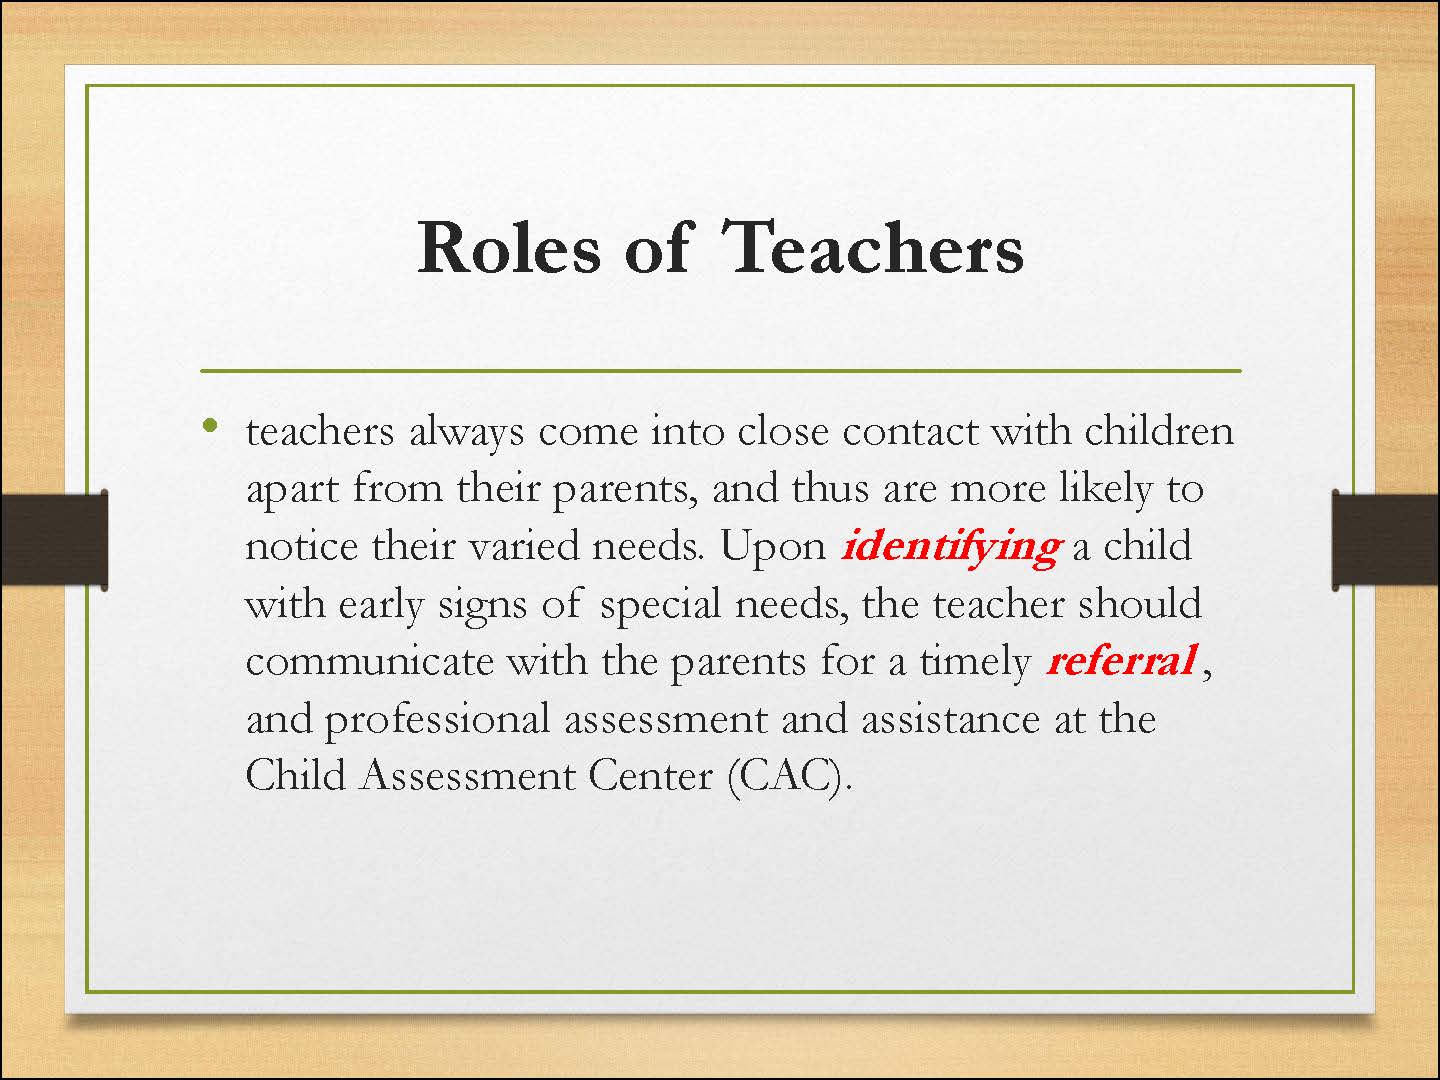 Roles of Teachers
• teachers always come into close contact with children
apart from their parents, and thus are more likely to
notice their varied needs. Upon identifying a child
with early signs of special needs, the teacher should
communicate with the parents for a timely referral ,
and professional assessment and assistance at the
Child Assessment Center (CAC).